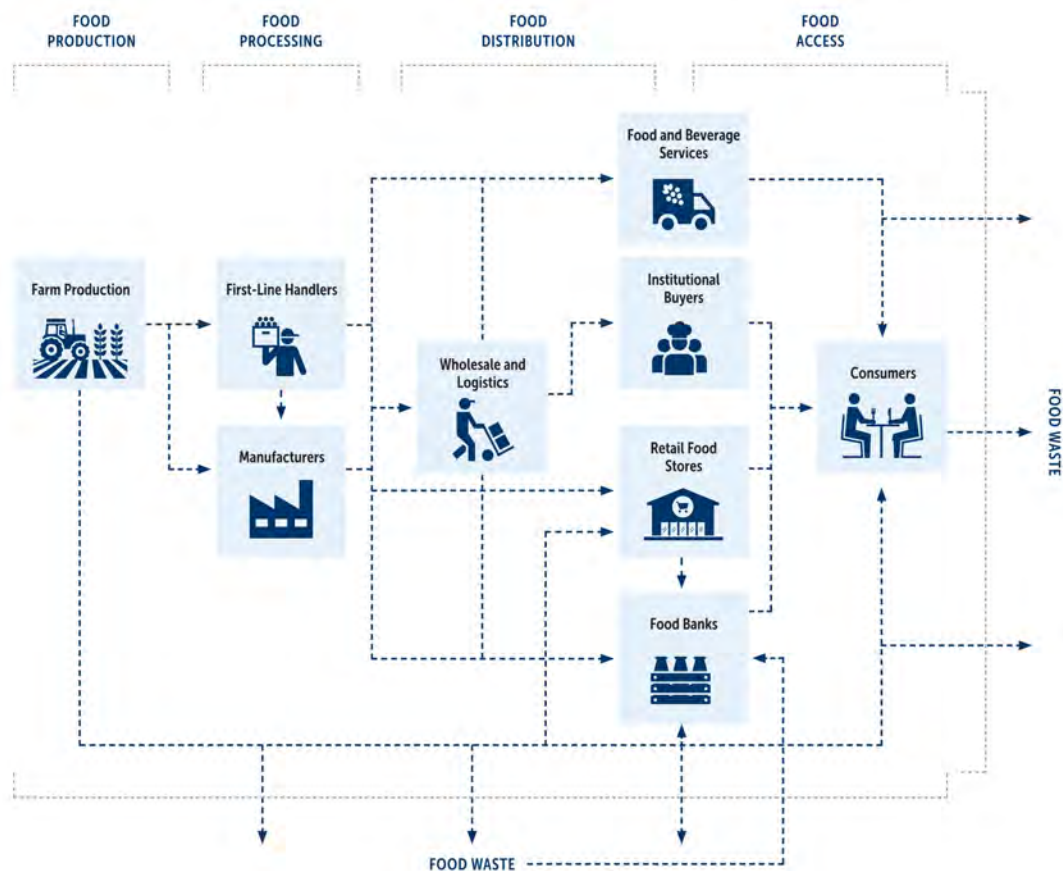 FOOD
PRODUCTION
FOOD
PROCESSING
FOOD
DISTRIBUTION
FOOD
ACCESS
Food and Beverage
Services
Farm Production
First-Line Handlers
Institutional
Buyers
Wholesale and
Logistics
Consumers
Manufacturers
Retail Food
Stores
Food Banks
FOOD WASTE
FOOD WASTE